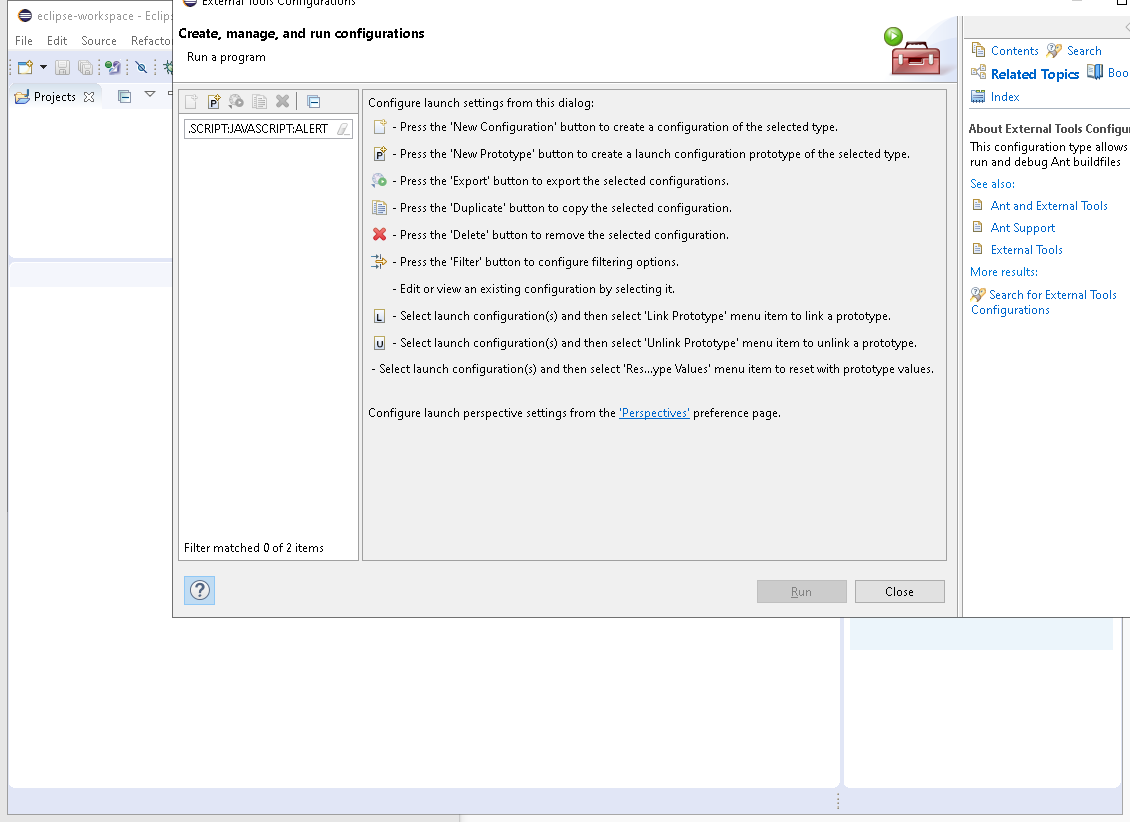 eclipse-workspace - Eclips
External Tools Configurations
File Edit Source Refacto
Create, manage, and run configurations
Run a program
Projects
.SCRIPT:JAVASCRIPT:ALERT
Filter matched 0 of 2 items
Configure launch settings from this dialog:
- Press the 'New Configuration' button to create a configuration of the selected type.
- Press the 'New Prototype' button to create a launch configuration prototype of the selected type.
- Press the 'Export' button to export the selected configurations.
- Press the 'Duplicate' button to copy the selected configuration.
- Press the 'Delete' button to remove the selected configuration.
- Press the 'Filter' button to configure filtering options.
- Edit or view an existing configuration by selecting it.
- Select launch configuration(s) and then select 'Link Prototype' menu item to link a prototype.
- Select launch configuration(s) and then select 'Unlink Prototype' menu item to unlink a prototype.
- Select launch configuration(s) and then select 'Res...ype Values' menu item to reset with prototype values.
Configure launch perspective settings from the 'Perspectives' preference page.
Run Close
Contents Search
Related Topics Boo
Index
About External Tools Configur
This configuration type allows
run and debug Ant buildfiles
See also:
Ant and External Tools
Ant Support
External Tools
More results:
Search for External Tools
Configurations